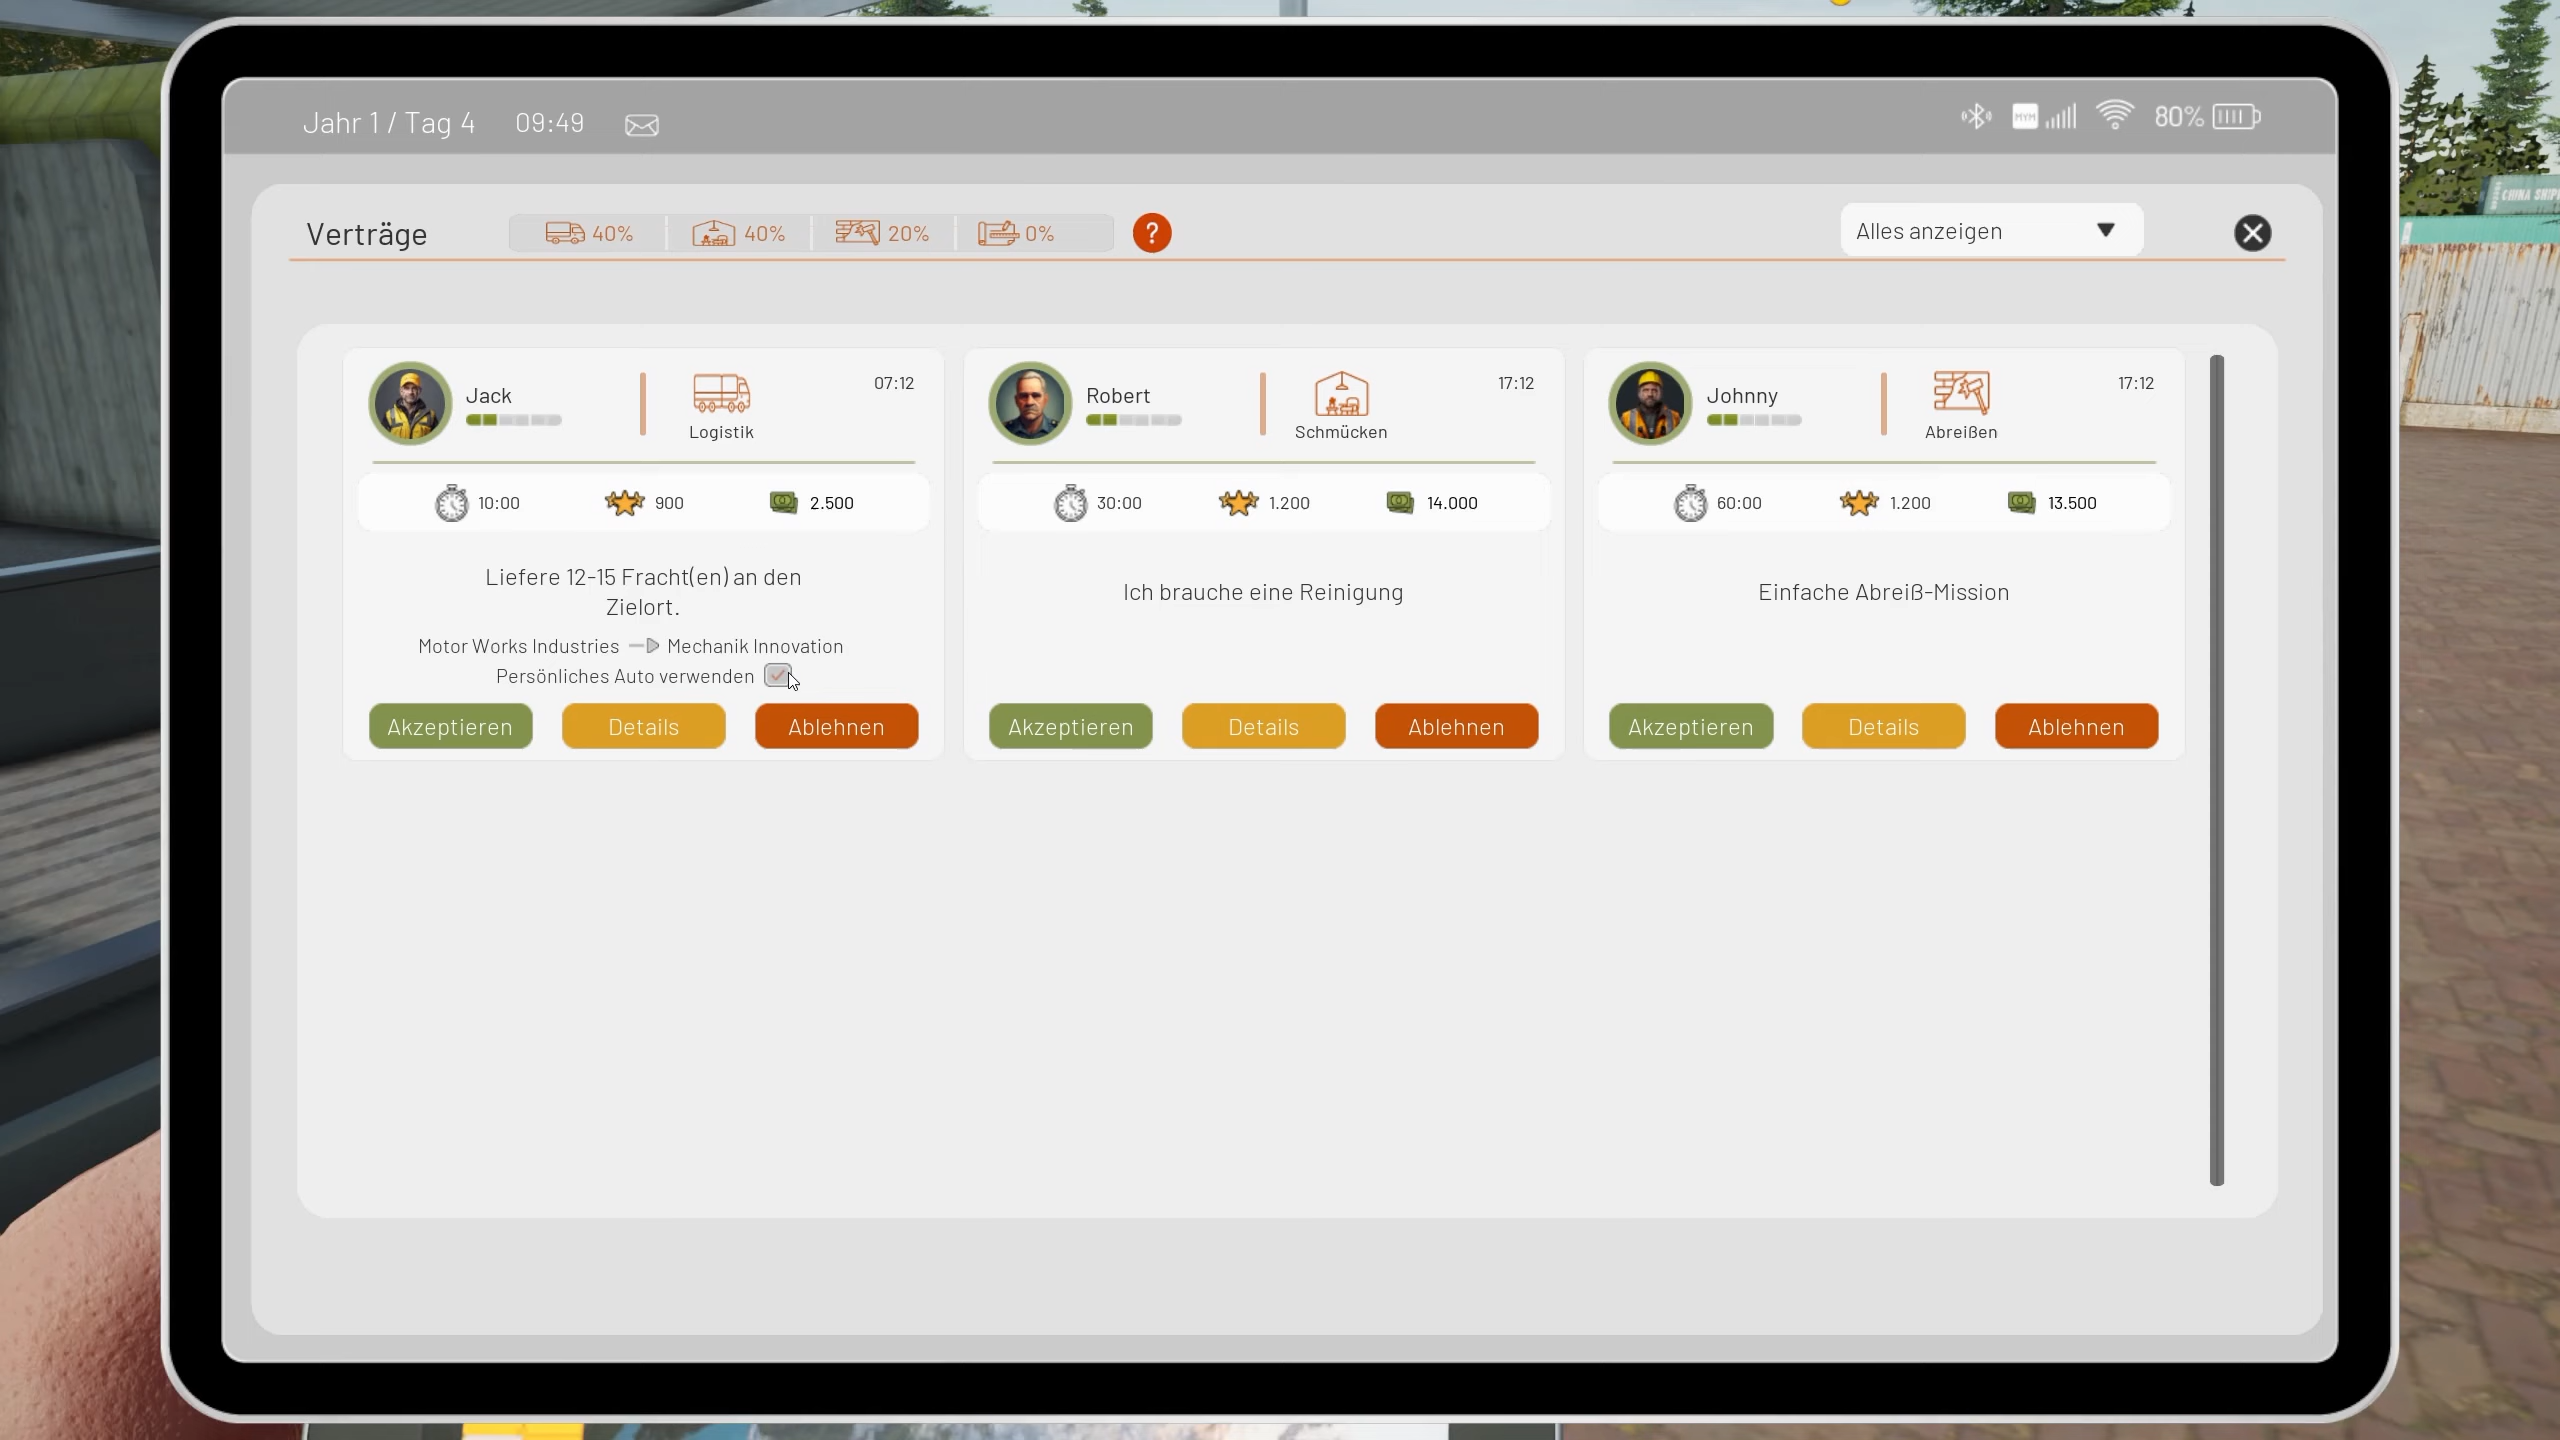 Jahr 1 / Tag 4 09:49 MYM 80%
Verträge 40% 40% 20% 0% ? Alles anzeigen
CHINA SHIP
Jack Logistik 07:12
10:00 900 2.500
Liefere 12-15 Fracht(en) an den
Zielort.
Motor Works Industries Mechanik Innovation
Persönliches Auto verwenden
Akzeptieren Details Ablehnen
Robert Schmücken 17:12
30:00 1.200 14.000
Ich brauche eine Reinigung
Akzeptieren Details Ablehnen
Johnny Abreißen 17:12
60:00 1.200 13.500
Einfache Abreiß-Mission
Akzeptieren Details Ablehnen